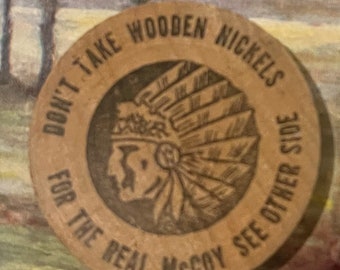 DON'T TAKE WOODEN NICKELS
FOR THE REAL McCOY SEE OTHER SIDE